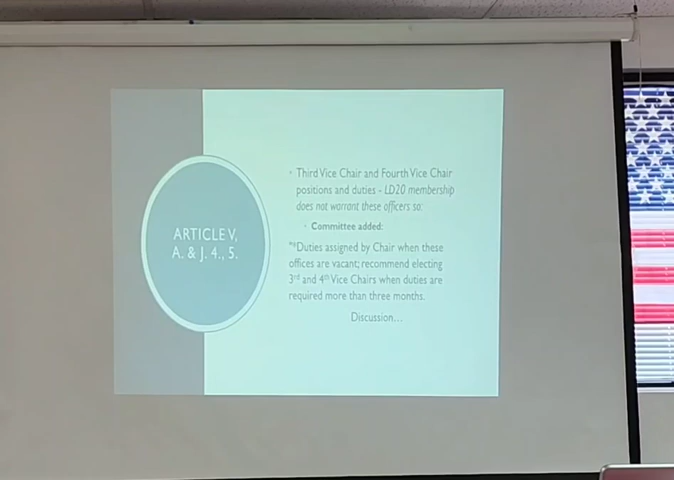 ARTICLE V,
A. & J. 4., 5.
Third Vice Chair and Fourth Vice Chair
positions and duties - LD20 membership
does not warrant these officers so:
Committee added:
"*Duties assigned by Chair when these
offices are vacant; recommend electing
3rd and 4th Vice Chairs when duties are
required more than three months.
Discussion...